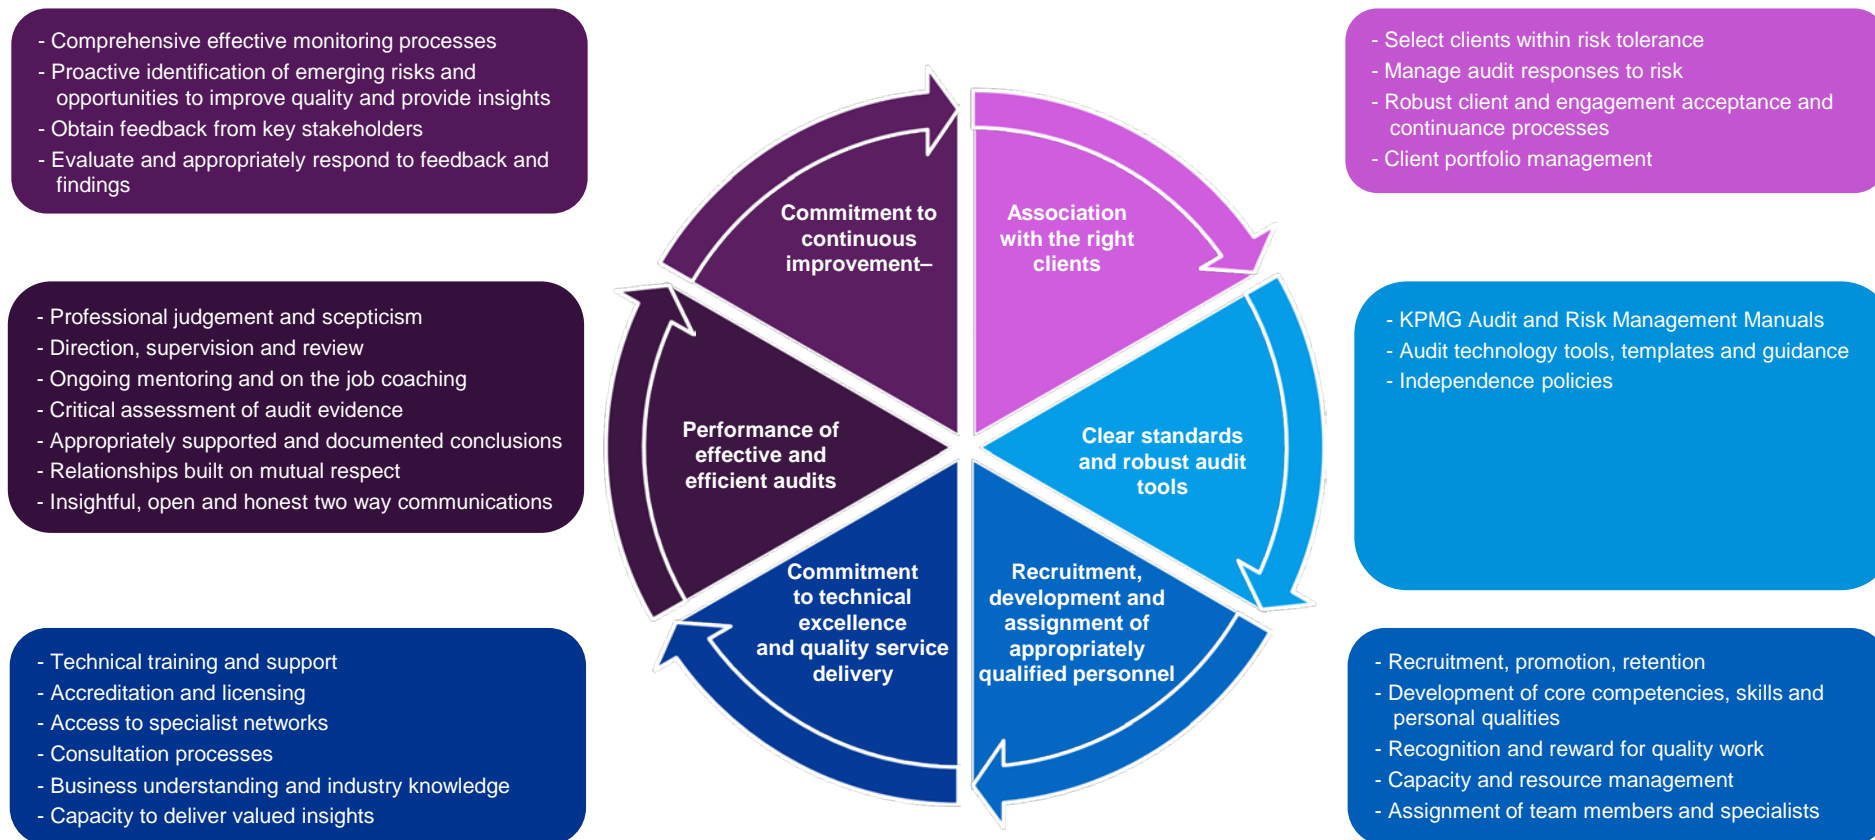 - Comprehensive effective monitoring processes
- Proactive identification of emerging risks and
opportunities to improve quality and provide insights
- Obtain feedback from key stakeholders
- Evaluate and appropriately respond to feedback and
findings
- Select clients within risk tolerance
- Manage audit responses to risk
- Robust client and engagement acceptance and
continuance processes
- Client portfolio management
Commitment to
continuous
improvement–
Association
with the right
clients
- Professional judgement and scepticism
- Direction, supervision and review
- Ongoing mentoring and on the job coaching
- Critical assessment of audit evidence
- Appropriately supported and documented conclusions
- Relationships built on mutual respect
- Insightful, open and honest two way communications
Performance of
effective and
efficient audits
Clear standards
and robust audit
tools
- KPMG Audit and Risk Management Manuals
- Audit technology tools, templates and guidance
- Independence policies
Commitment
to technical
excellence
and quality service
delivery
Recruitment,
development and
assignment of
appropriately
qualified personnel
- Technical training and support
- Accreditation and licensing
- Access to specialist networks
- Consultation processes
- Business understanding and industry knowledge
- Capacity to deliver valued insights
- Recruitment, promotion, retention
- Development of core competencies, skills and
personal qualities
- Recognition and reward for quality work
- Capacity and resource management
- Assignment of team members and specialists